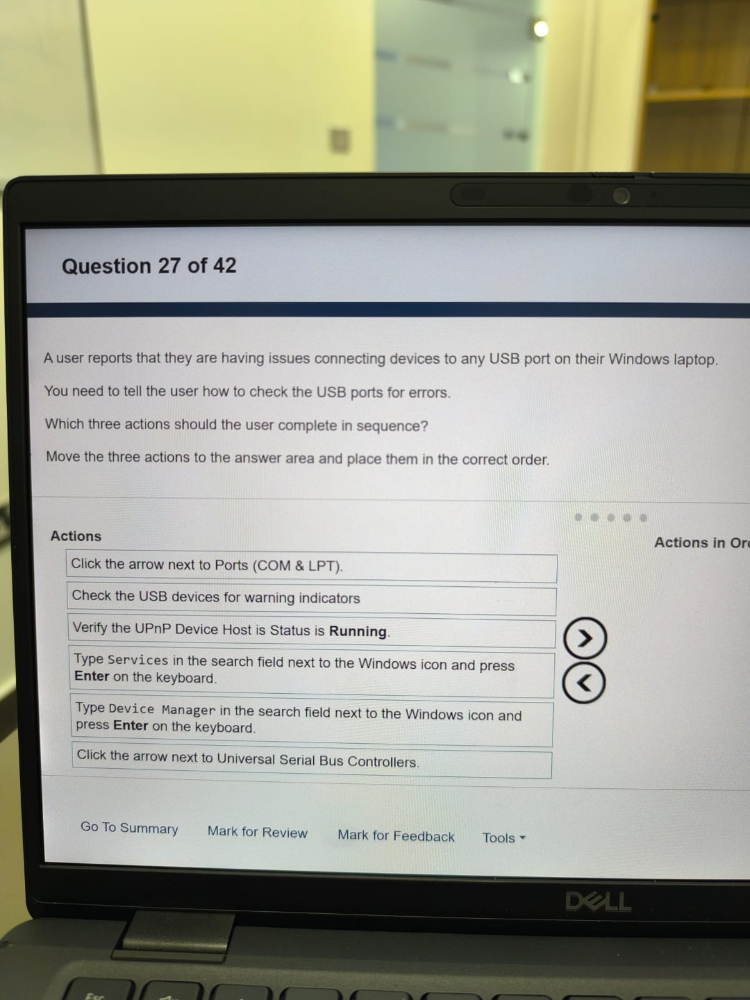 Question 27 of 42
A user reports that they are having issues connecting devices to any USB port on their Windows laptop.
You need to tell the user how to check the USB ports for errors.
Which three actions should the user complete in sequence?
Move the three actions to the answer area and place them in the correct order.
Actions
Actions in Or
Click the arrow next to Ports (COM & LPT).
Check the USB devices for warning indicators
Verify the UPnP Device Host is Status is Running.
Type Services in the search field next to the Windows icon and press
Enter on the keyboard.
Type Device Manager in the search field next to the Windows icon and
press Enter on the keyboard.
Click the arrow next to Universal Serial Bus Controllers.
Go To Summary
Mark for Review
Mark for Feedback
Tools
DELL
Esc